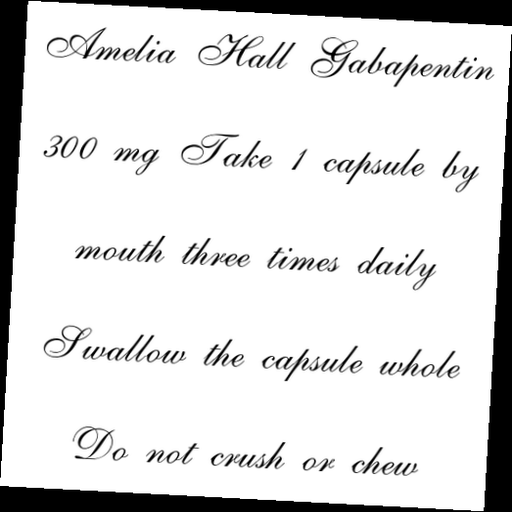 Amelia Hall Gabapentin
300 mg Take 1 capsule by
mouth three times daily
Swallow the capsule whole
Do not crush or chew